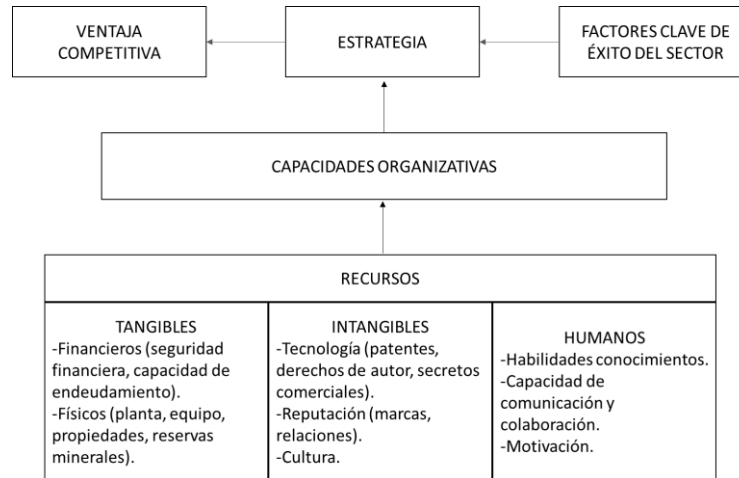 VENTAJA
COMPETITIVA
ESTRATEGIA
FACTORES CLAVE DE
ÉXITO DEL SECTOR
CAPACIDADES ORGANIZATIVAS
RECURSOS
TANGIBLES
-Financieros (seguridad
financiera, capacidad de
endeudamiento).
-Físicos (planta, equipo,
propiedades, reservas
minerales).
INTANGIBLES
-Tecnología (patentes,
derechos de autor, secretos
comerciales).
-Reputación (marcas,
relaciones).
-Cultura.
HUMANOS
-Habilidades conocimientos.
-Capacidad de
comunicación y
colaboración.
-Motivación.